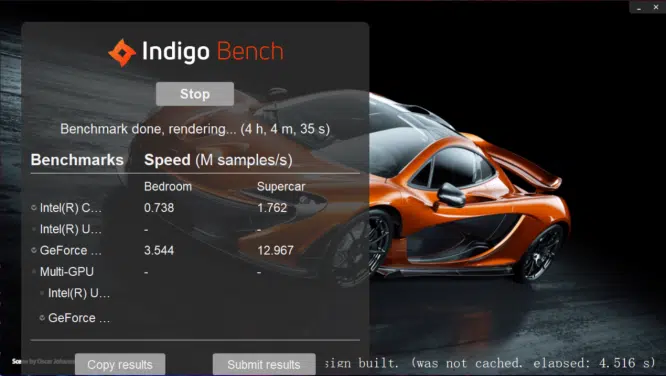 Indigo Bench
Stop
Benchmark done, rendering... (4 h, 4 m, 35 s)
Benchmarks Speed (M samples/s)
Bedroom Supercar
Intel(R) C... 0.738 1.762
Intel(R) U... - -
GeForce ... 3.544 12.967
Multi-GPU - -
Intel(R) U...
GeForce ...
Scene by Oscar
Copy results Submit results sign built. (was not cached. elapsed: 4.516 s)